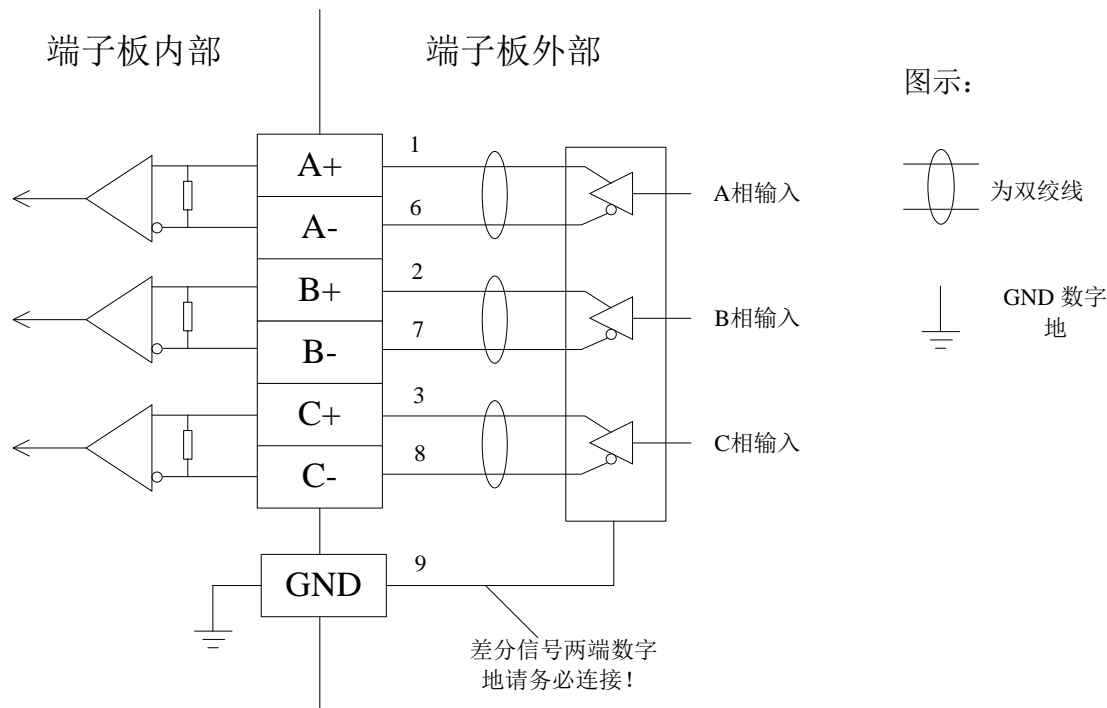 端子板内部
端子板外部
图示：
A+
1
A-
6
A相输入
为双绞线
B+
2
B-
7
B相输入
GND 数字
地
C+
3
C-
8
C相输入
GND
9
差分信号两端数字
地请务必连接！